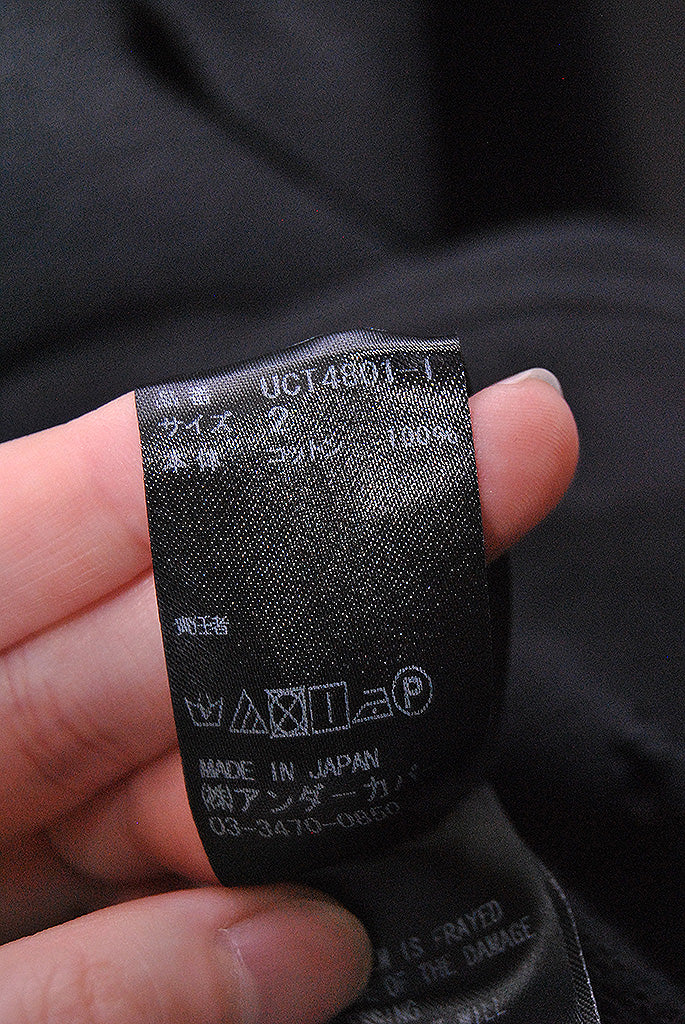 品番 UCT4801-1
サイズ 2
本体 コットン 100%
責任者
P
MADE IN JAPAN
㈱アンダーカバー
03-3470-0850
IS FRAYED
OF THE DAMAGE
WILL